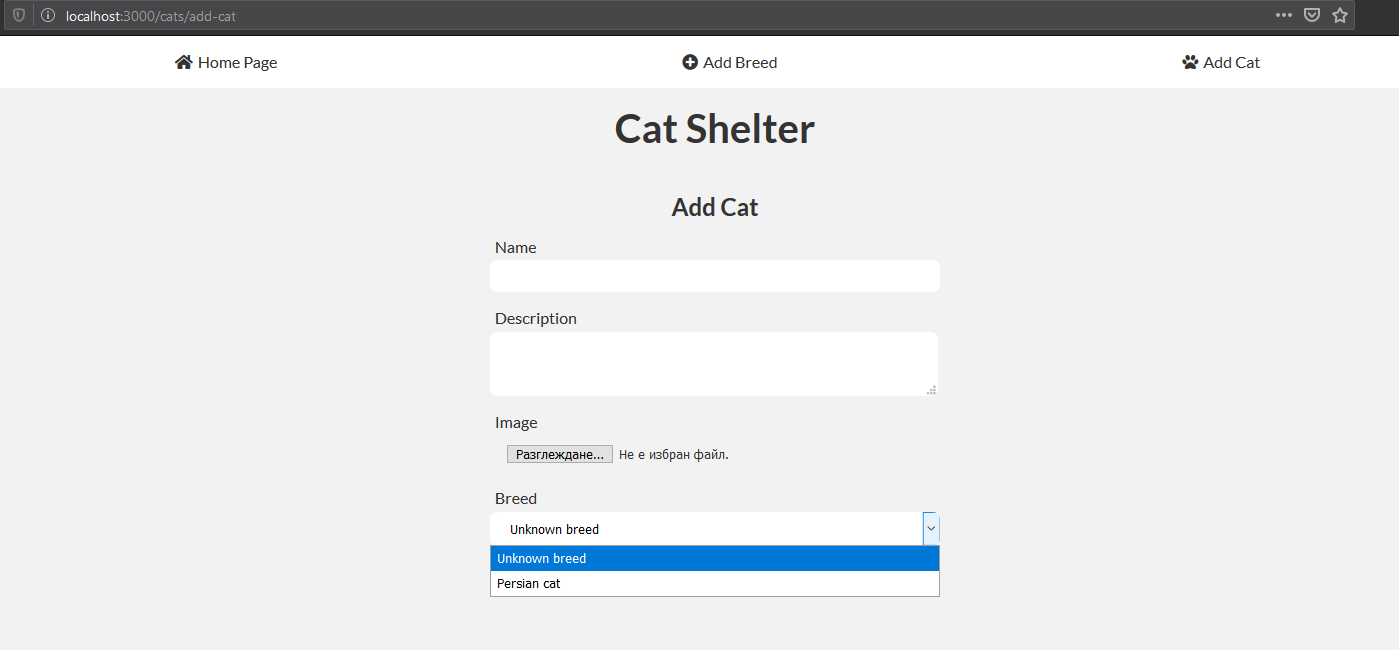 localhost:3000/cats/add-cat
Home Page Add Breed Add Cat
Cat Shelter
Add Cat
Name
Description
Image
Разглеждане... Не е избран файл.
Breed
Unknown breed
Unknown breed
Persian cat